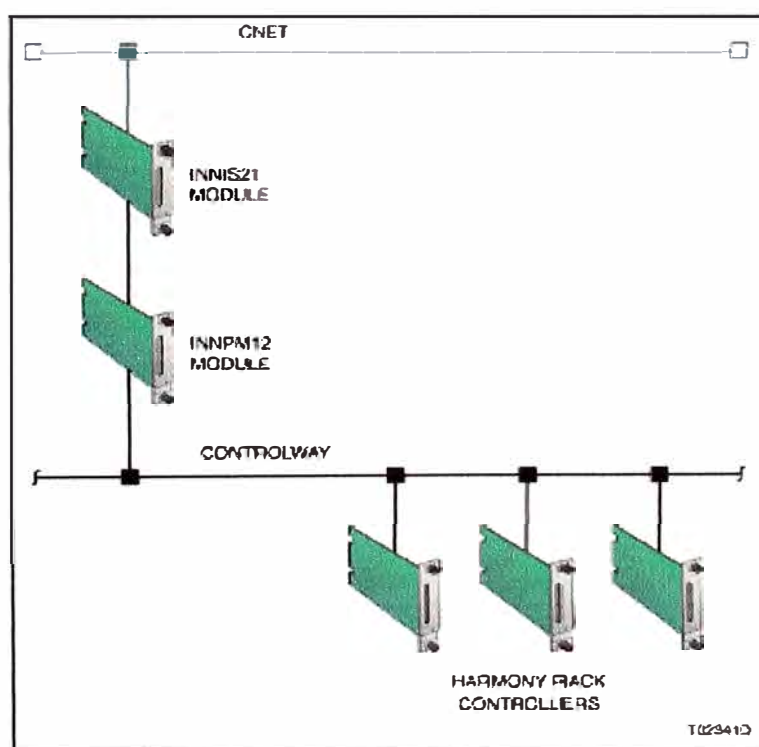 CNET
INNIS21
MODULE
INNPM12
MODULE
CONTROLWAY
HARMONY RACK
CONTROLLERS